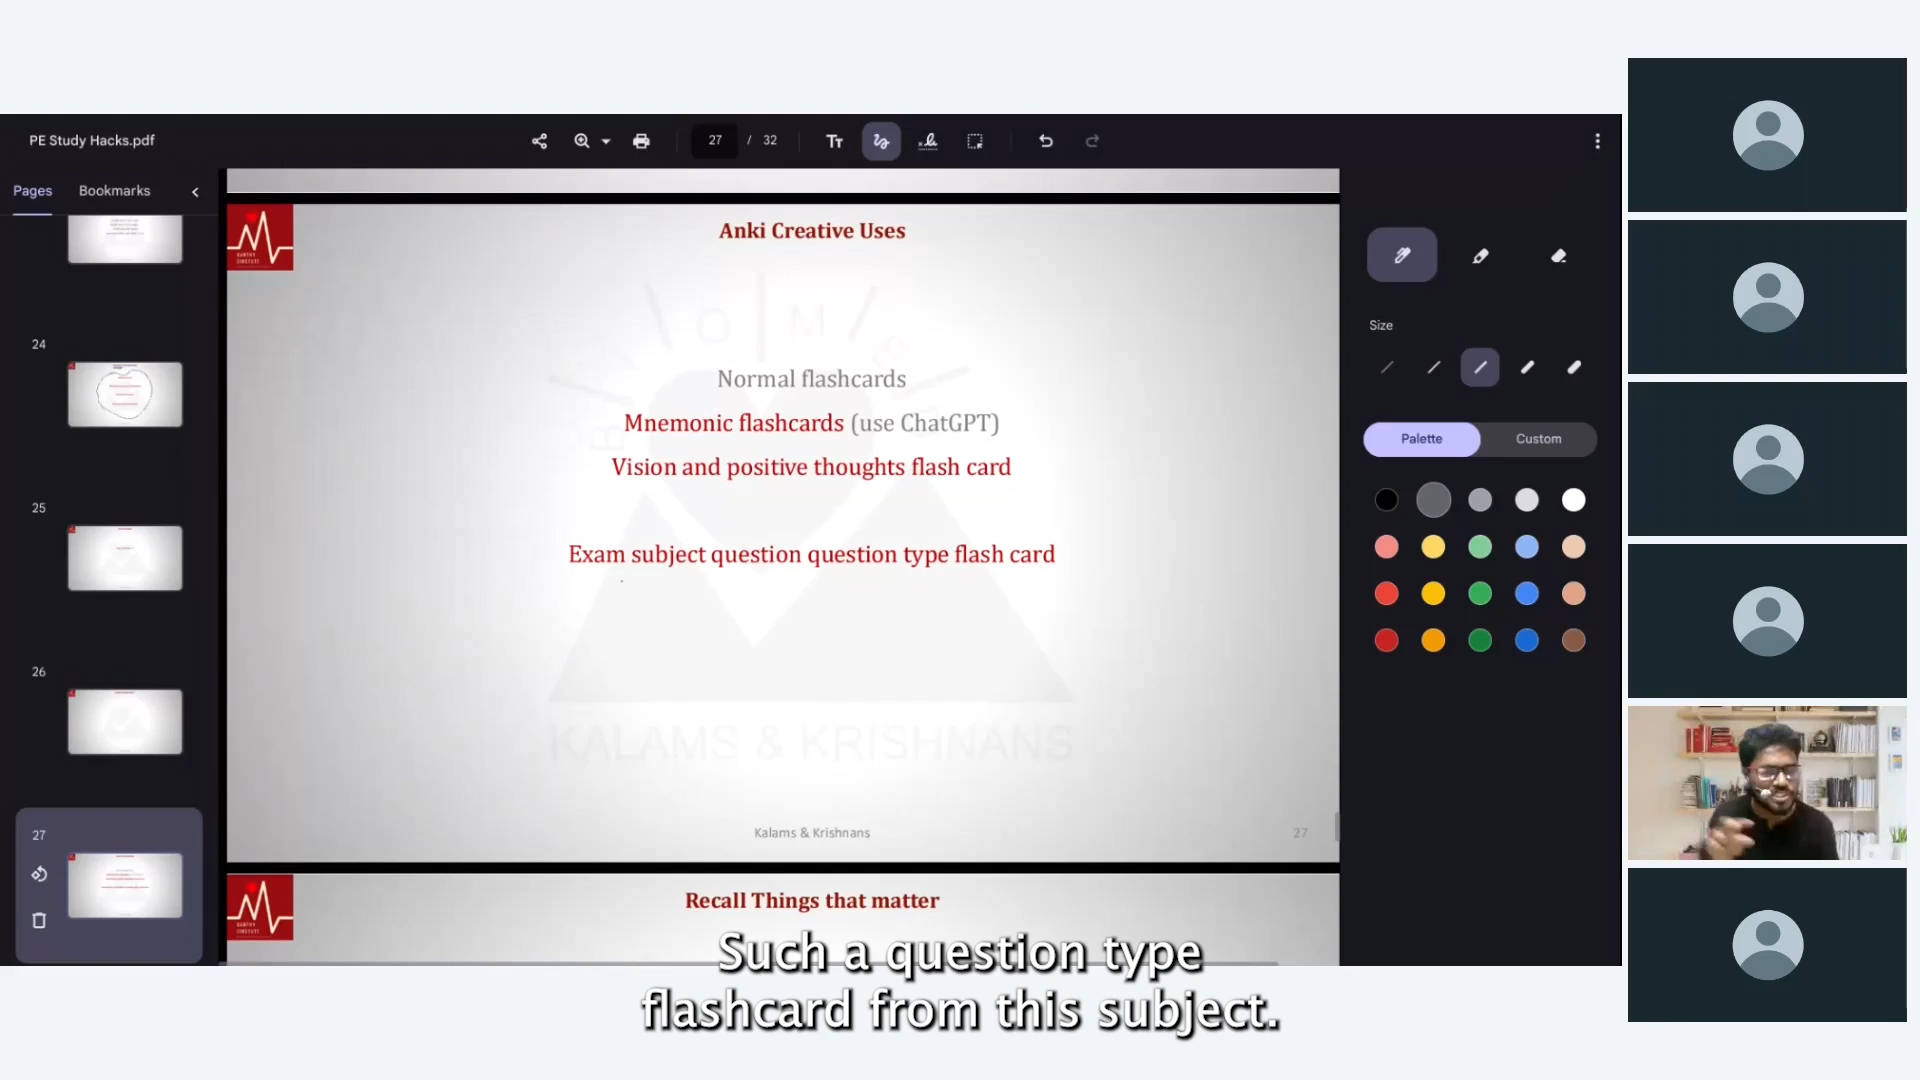 PE Study Hacks.pdf
27 / 32
Pages
Bookmarks
24
25
26
27
Anki Creative Uses
Normal flashcards
Mnemonic flashcards (use ChatGPT)
Vision and positive thoughts flash card
Exam subject question question type flash card
KALAMS & KRISHNANS
Kalams & Krishnans
27
Recall Things that matter
Size
Palette
Custom
Such a question type
flashcard from this subject.